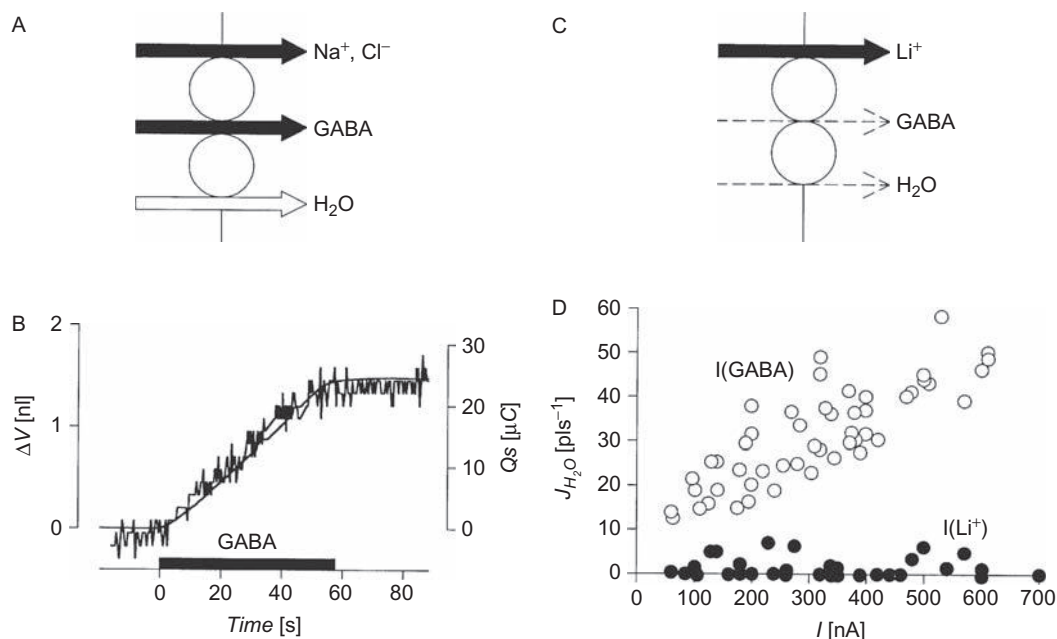 A
Na⁺, Cl⁻
GABA
H₂O
C
Li⁺
GABA
H₂O
B
2
1
0
ΔV [nl]
30
20
10
0
Qs [μC]
GABA
0 20 40 60 80
Time [s]
D
60
50
40
30
20
10
0
J_H₂O [pls⁻¹]
I(GABA)
I(Li⁺)
0 100 200 300 400 500 600 700
I [nA]